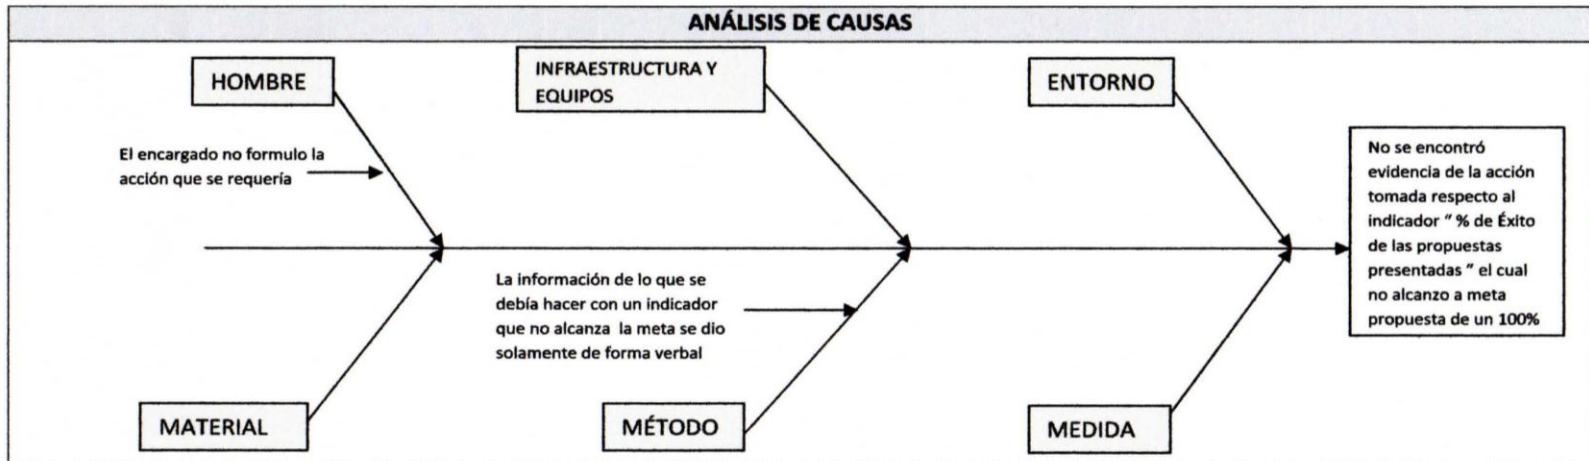 ANÁLISIS DE CAUSAS
HOMBRE
INFRAESTRUCTURA Y
EQUIPOS
ENTORNO
El encargado no formulo la
acción que se requería
No se encontró
evidencia de la acción
tomada respecto al
indicador " % de Éxito
de las propuestas
presentadas " el cual
no alcanzo a meta
propuesta de un 100%
La información de lo que se
debía hacer con un indicador
que no alcanza la meta se dio
solamente de forma verbal
MATERIAL
MÉTODO
MEDIDA